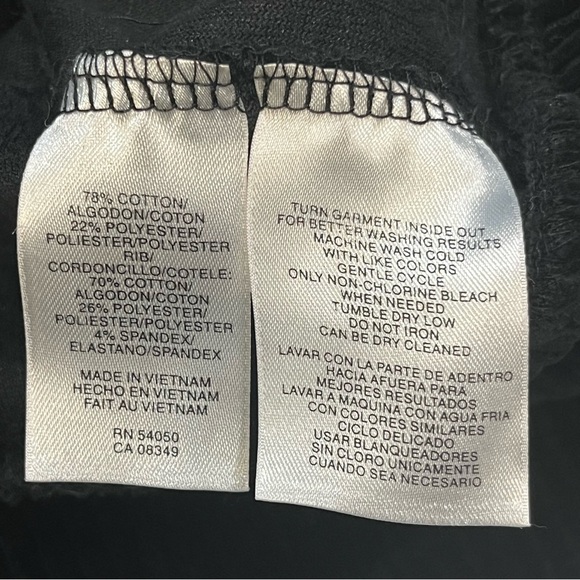 78% COTTON/
ALGODON/COTON
22% POLYESTER/
POLIESTER/POLYESTER
RIB/
CORDONCILLO/COTELE:
70% COTTON/
ALGODON/COTON
26% POLYESTER/
POLIESTER/POLYESTER
4% SPANDEX/
ELASTANO/SPANDEX
MADE IN VIETNAM
HECHO EN VIETNAM
FAIT AU VIETNAM
RN 54050
CA 08349
TURN GARMENT INSIDE OUT
FOR BETTER WASHING RESULTS
MACHINE WASH COLD
WITH LIKE COLORS
GENTLE CYCLE
ONLY NON-CHLORINE BLEACH
WHEN NEEDED
TUMBLE DRY LOW
DO NOT IRON
CAN BE DRY CLEANED
LAVAR CON LA PARTE DE ADENTRO
HACIA AFUERA PARA
MEJORES RESULTADOS
LAVAR A MAQUINA CON AGUA FRIA
CON COLORES SIMILARES
CICLO DELICADO
USAR BLANQUEADORES
SIN CLORO UNICAMENTE
CUANDO SEA NECESARIO